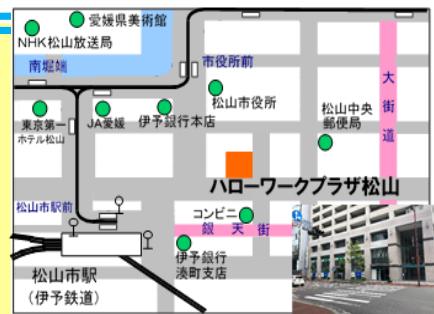 愛媛県美術館
NHK松山放送局
南堀端
市役所前
大街道
松山市役所
東京第一
ホテル松山
JA愛媛
伊予銀行本店
松山中央
郵便局
ハローワークプラザ松山
松山市駅前
コンビニ
銀天街
伊予銀行
湊町支店
松山市駅
(伊予鉄道)